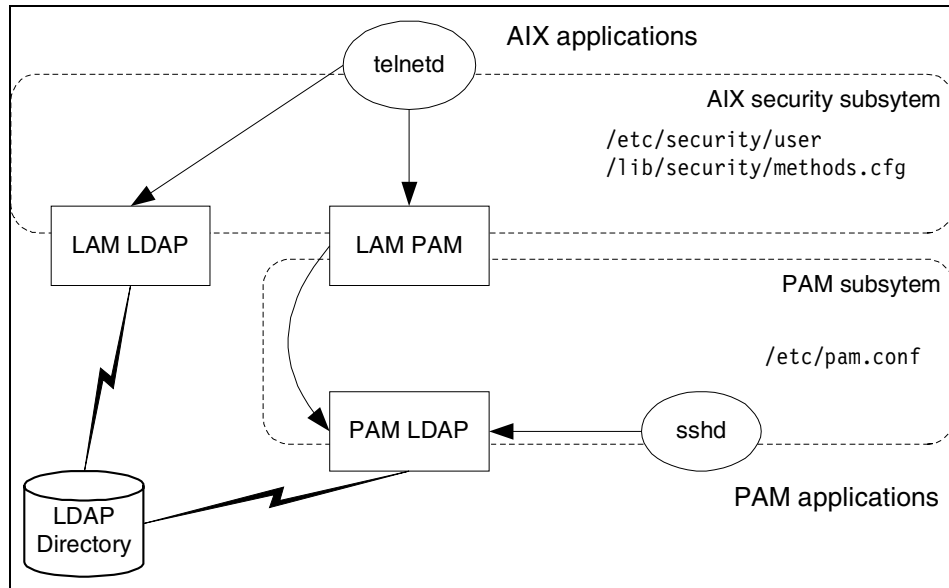 AIX applications
telnetd
AIX security subsytem
/etc/security/user
/lib/security/methods.cfg
LAM LDAP
LAM PAM
PAM subsytem
/etc/pam.conf
PAM LDAP
sshd
LDAP
Directory
PAM applications